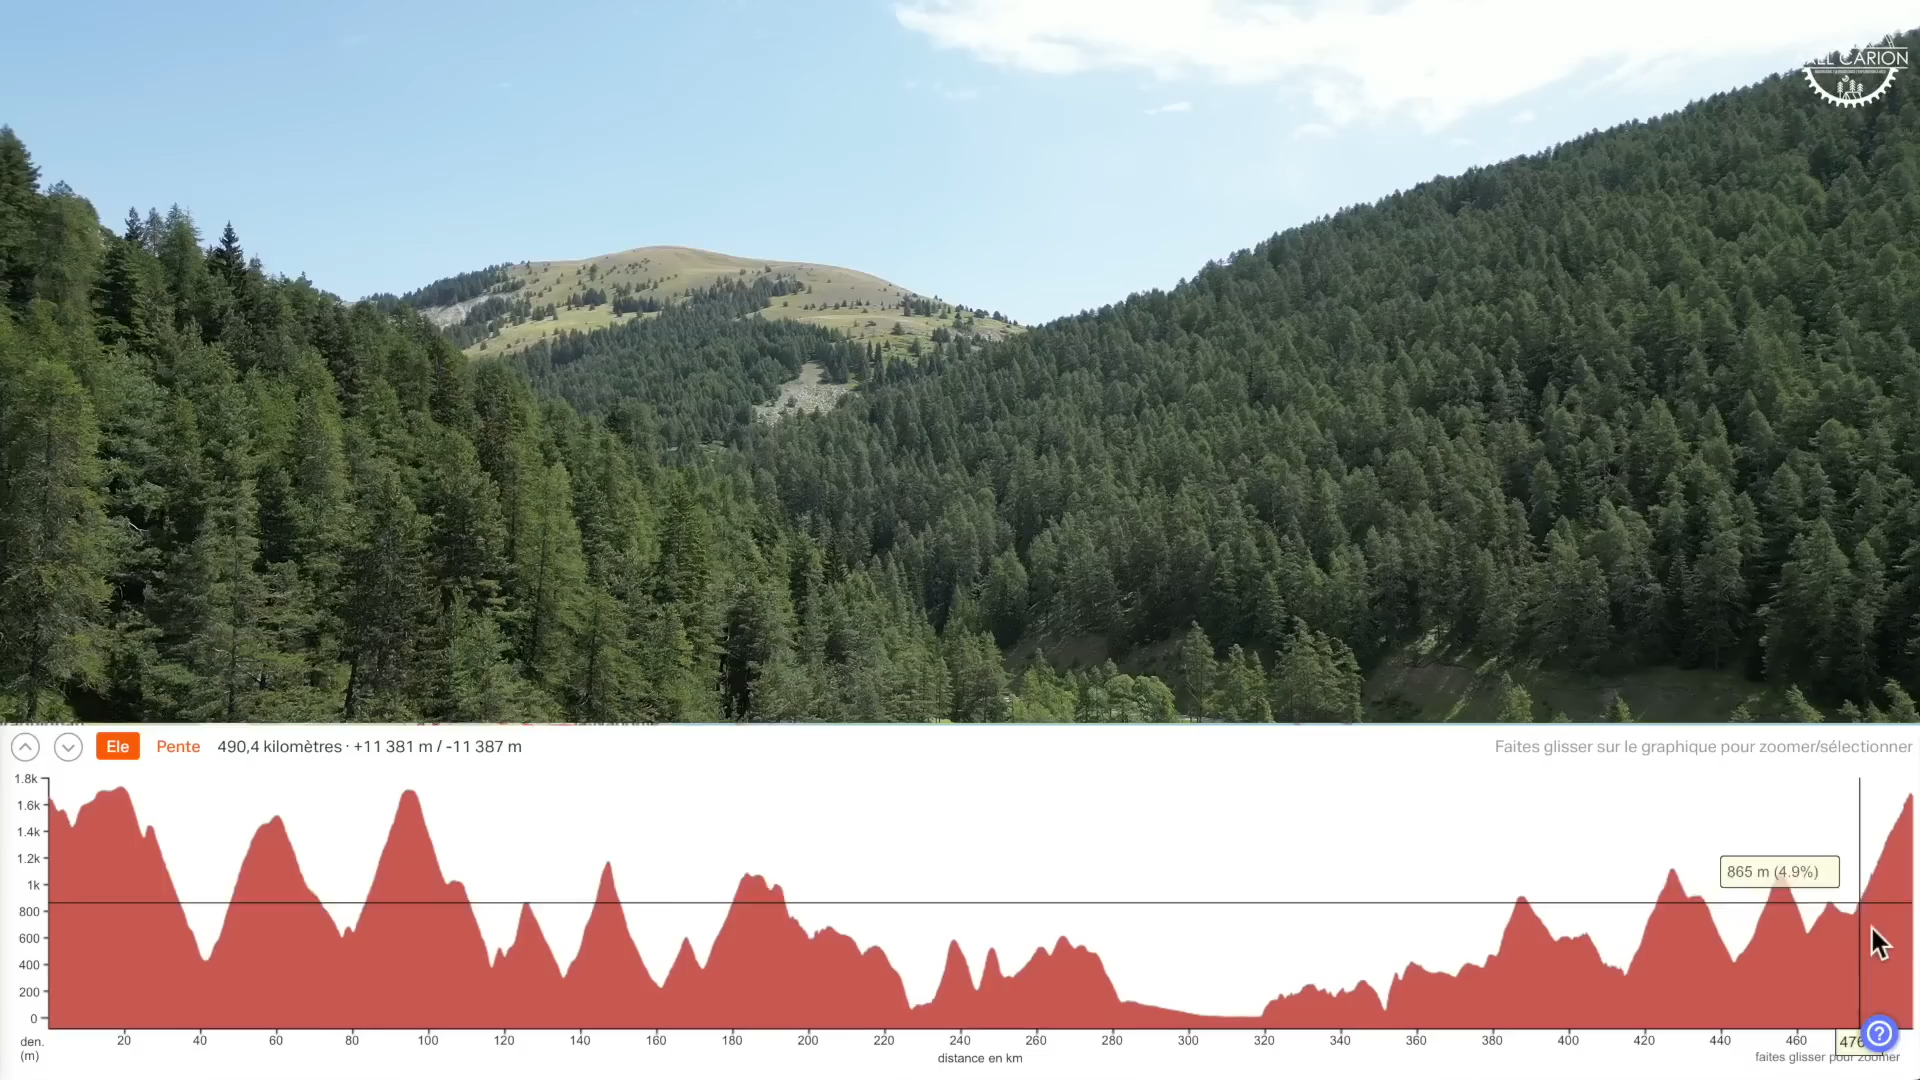 CARION
Ele
Pente
490,4 kilomètres · +11 381 m / -11 387 m
Faites glisser sur le graphique pour zoomer/sélectionner
1.8k
1.6k
1.4k
1.2k
1k
800
600
400
200
0
865 m (4.9%)
den.
(m)
20
40
60
80
100
120
140
160
180
200
220
240
260
280
300
320
340
360
380
400
420
440
460
476
?
distance en km
faites glisser pour zoomer